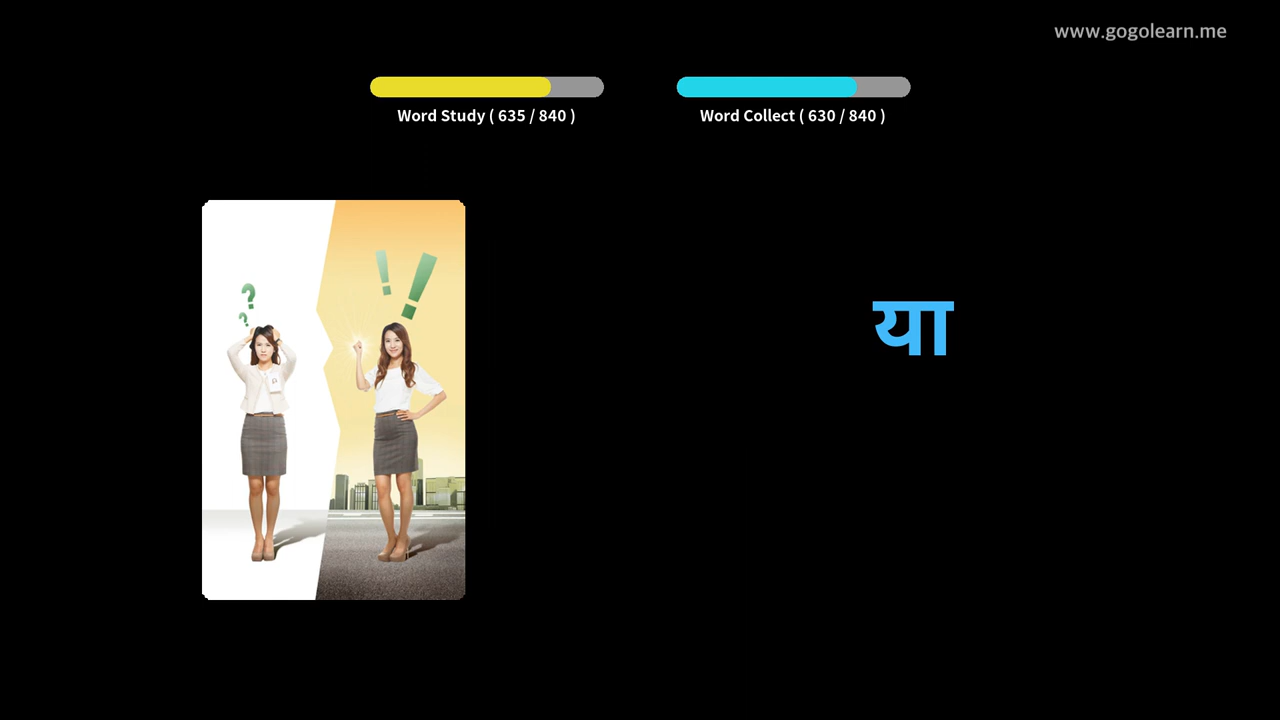 www.gogolearn.me
Word Study ( 635 / 840 )
Word Collect ( 630 / 840 )
? ?
! !
या